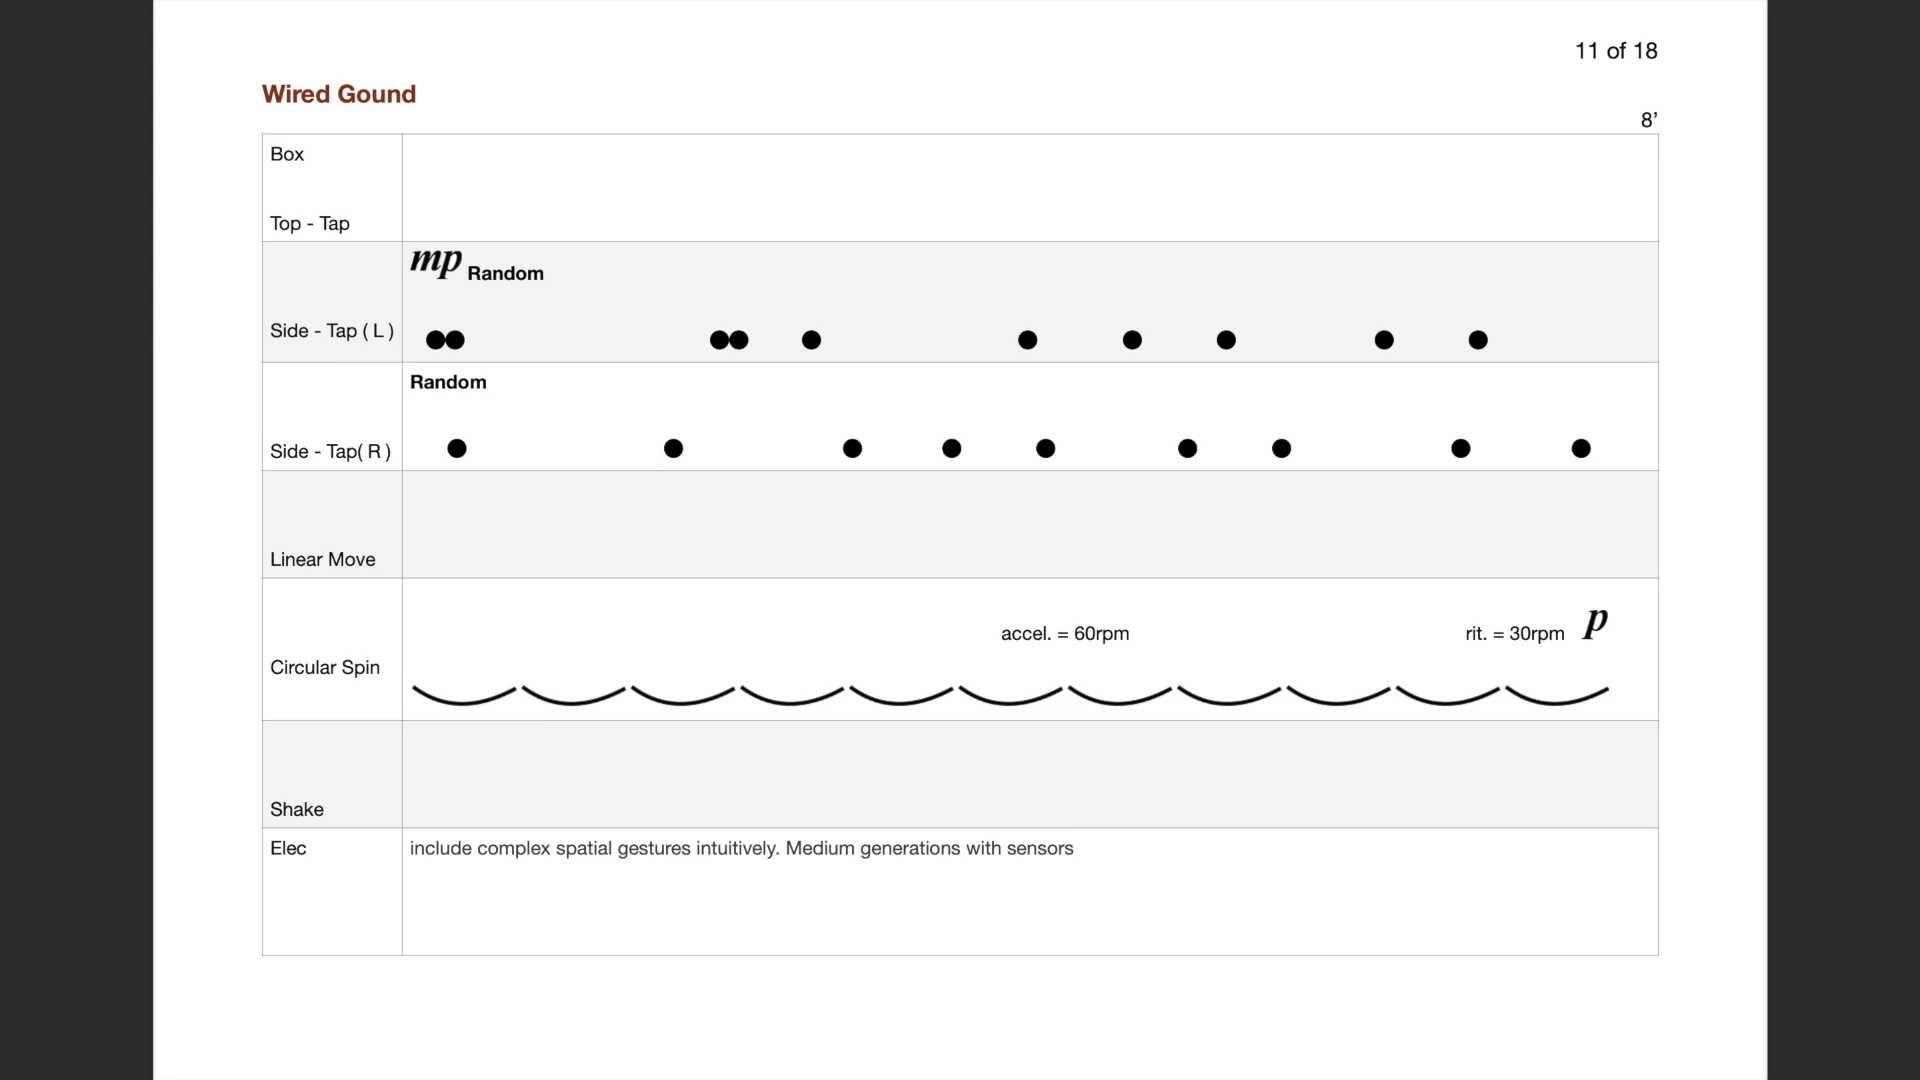 11 of 18
Wired Gound
8’
Box
Top - Tap
mp Random
Side - Tap ( L )
Random
Side - Tap( R )
Linear Move
accel. = 60rpm
rit. = 30rpm p
Circular Spin
Shake
Elec
include complex spatial gestures intuitively. Medium generations with sensors